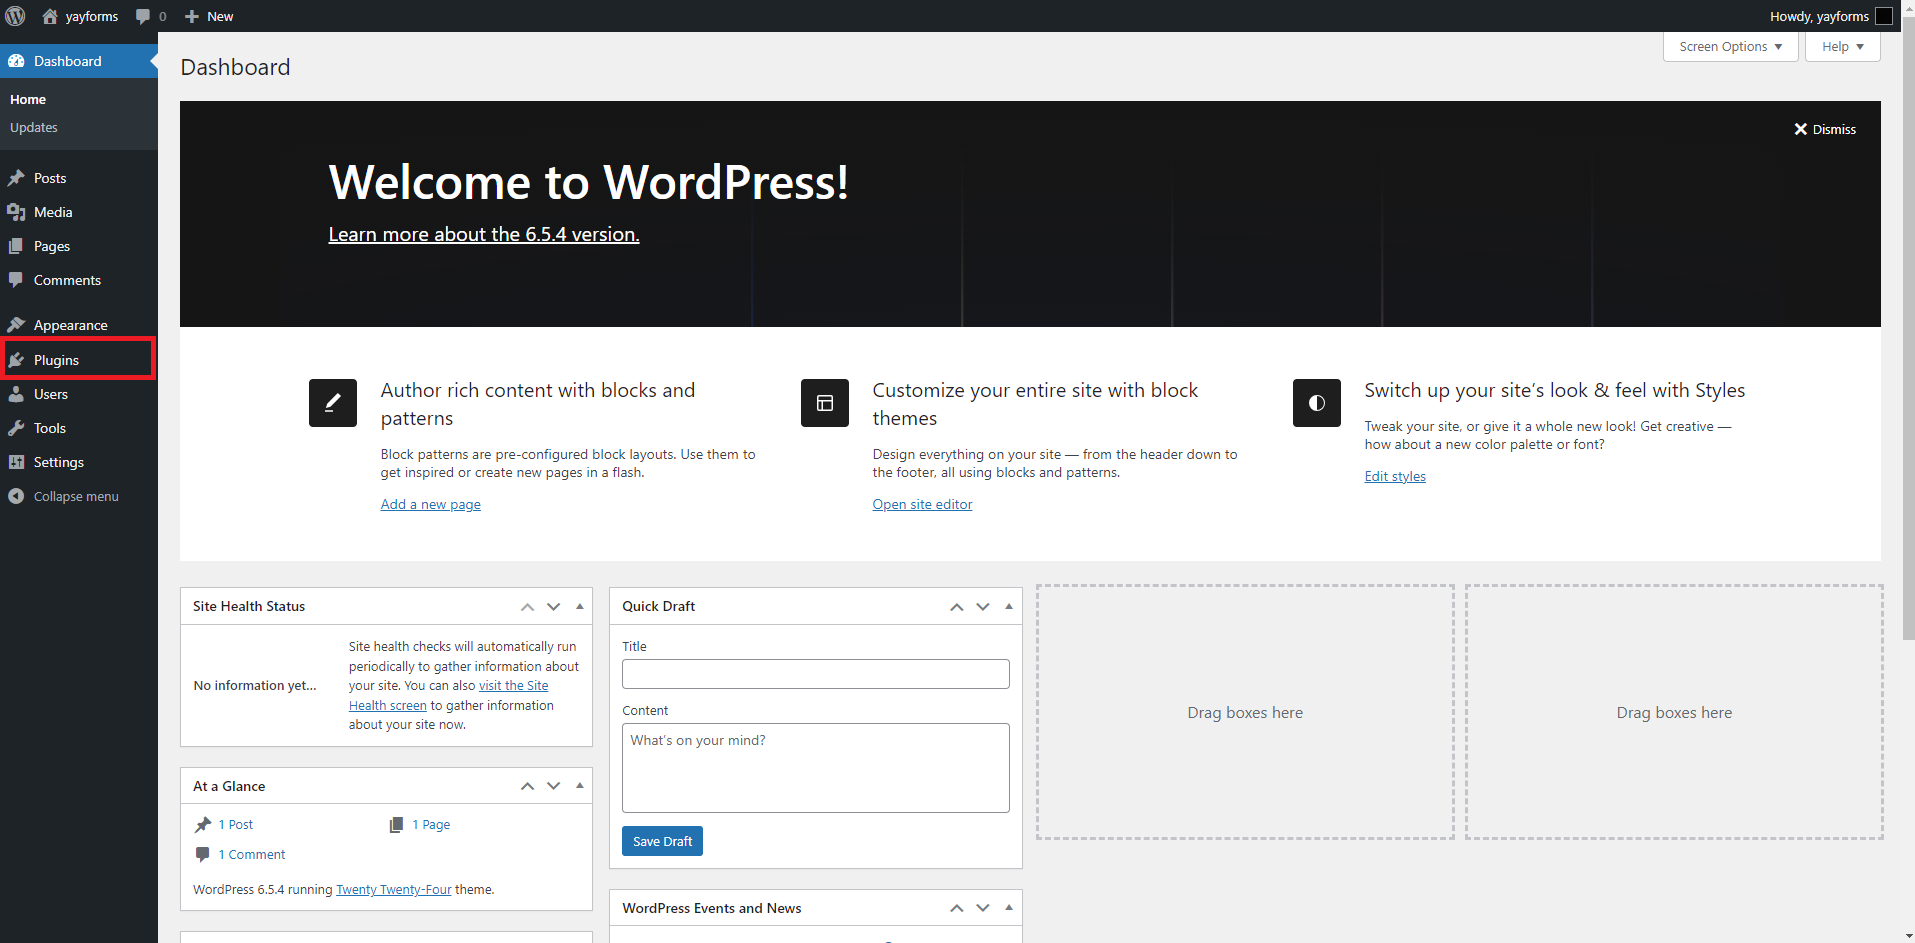 yayforms
0
New
Howdy, yayforms
Dashboard
Home
Updates
Posts
Media
Pages
Comments
Appearance
Plugins
Users
Tools
Settings
Collapse menu
Screen Options
Help
Dashboard
Dismiss
Welcome to WordPress!
Learn more about the 6.5.4 version.
Author rich content with blocks and
patterns
Block patterns are pre-configured block layouts. Use them to
get inspired or create new pages in a flash.
Add a new page
Customize your entire site with block
themes
Design everything on your site — from the header down to
the footer, all using blocks and patterns.
Open site editor
Switch up your site’s look & feel with Styles
Tweak your site, or give it a whole new look! Get creative —
how about a new color palette or font?
Edit styles
Site Health Status
No information yet...
Site health checks will automatically run
periodically to gather information about
your site. You can also visit the Site
Health screen to gather information
about your site now.
At a Glance
1 Post
1 Page
1 Comment
WordPress 6.5.4 running Twenty Twenty-Four theme.
Quick Draft
Title
Content
What’s on your mind?
Save Draft
WordPress Events and News
Drag boxes here
Drag boxes here